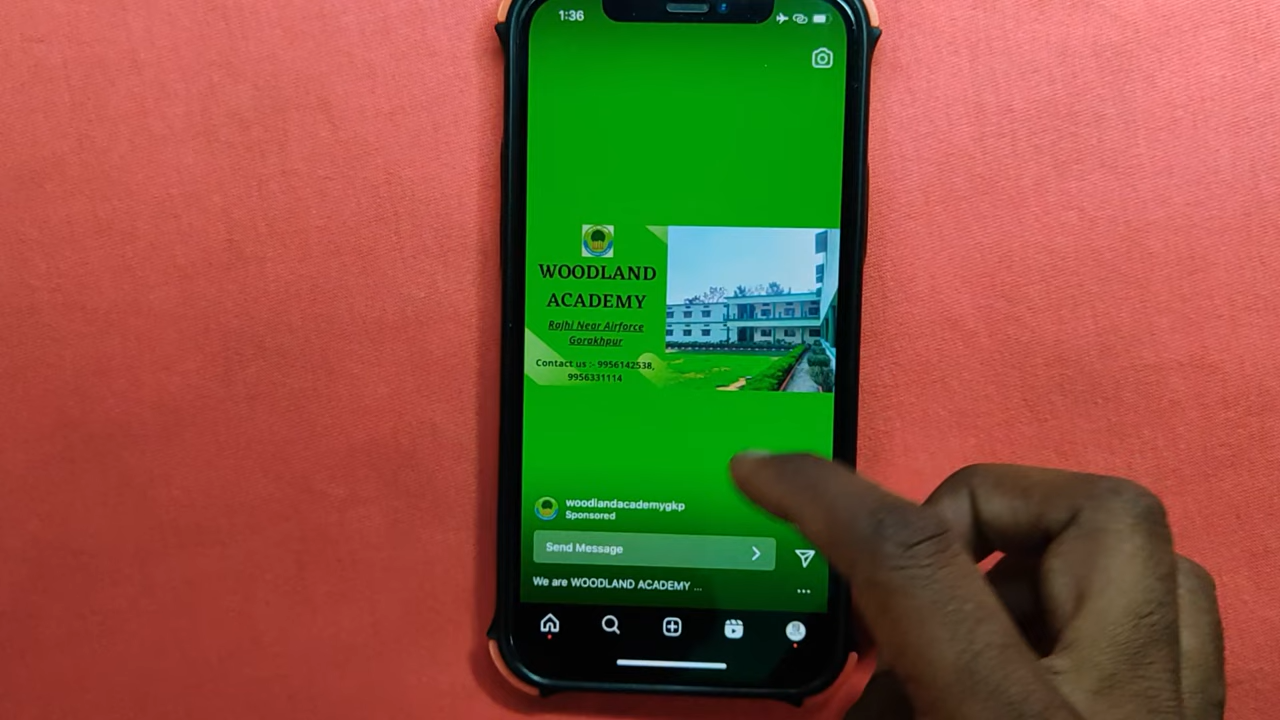 1:36
WOODLAND
ACADEMY
Rajhi Near Airforce
Gorakhpur
Contact us :- 9956142538,
9956331114
woodlandacademygkp
Sponsored
Send Message
We are WOODLAND ACADEMY ...